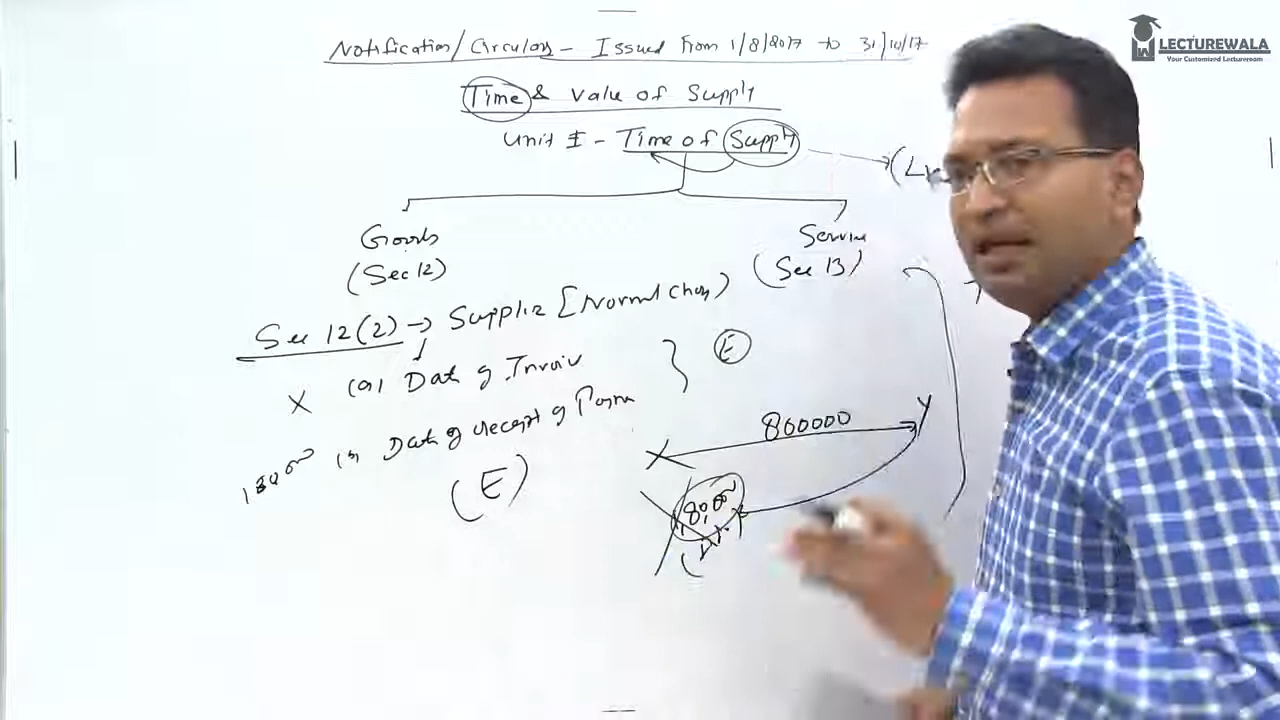 LECTUREWALA
Your Customized Lectureroom
Notification/Circulars - Issued From 1/8/2017 to 31/10/17
Time & Value of Supply
Unit I - Time of Supply
Goods
(Sec 12)
Service
(Sec 13)
Sec 12(2) → Supplier [Normal Charge)
X (a) Date of Invoice
E
Date of receipt of
(E)
X 800000 Y